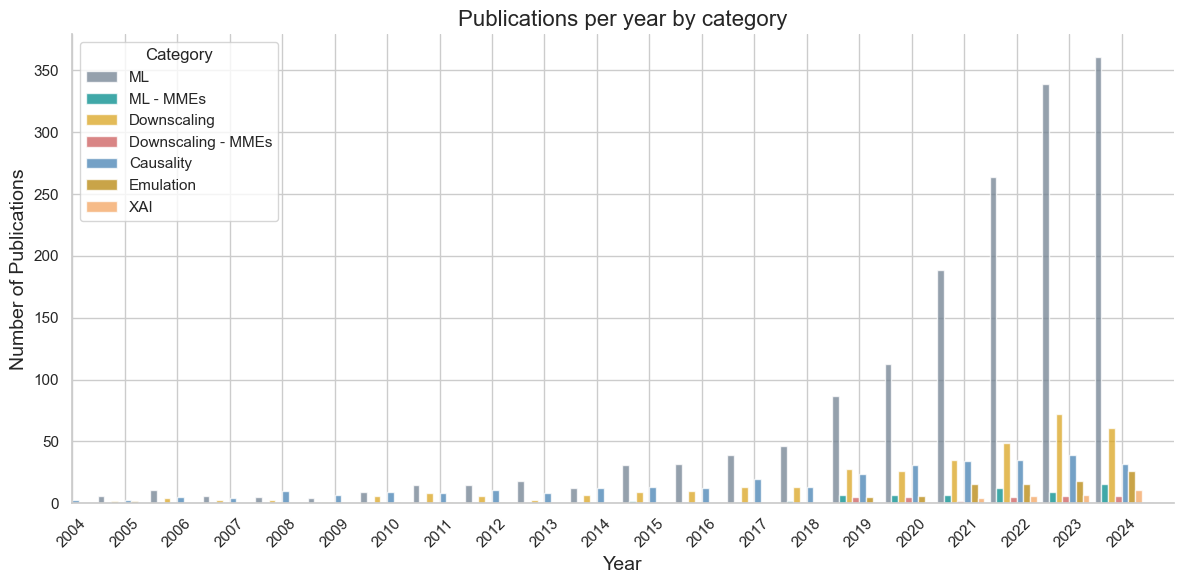 Publications per year by category
Category
ML
ML - MMEs
Downscaling
Downscaling - MMEs
Causality
Emulation
XAI
Number of Publications
350
300
250
200
150
100
50
0
2004
2005
2006
2007
2008
2009
2010
2011
2012
2013
2014
2015
2016
2017
2018
2019
2020
2021
2022
2023
2024
Year